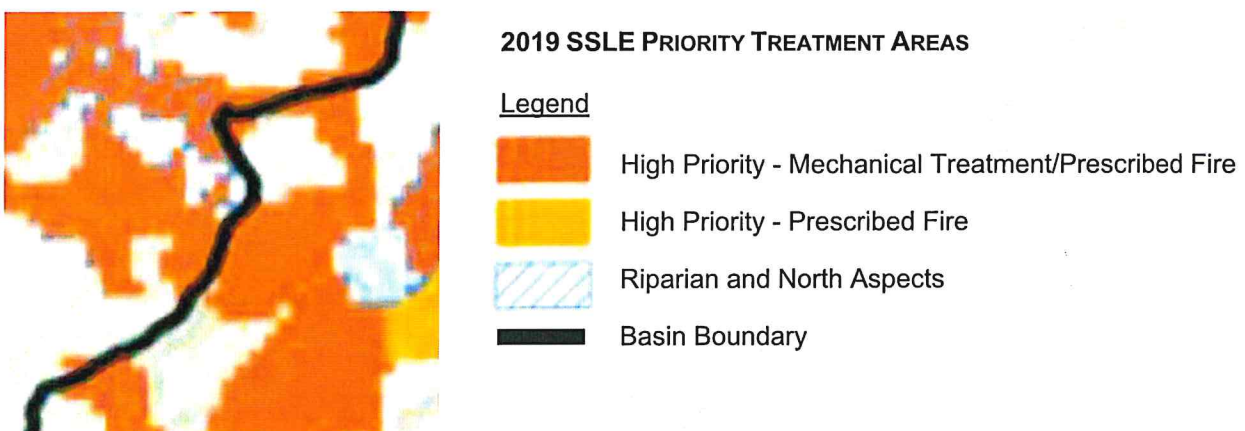 2019 SSLE PRIORITY TREATMENT AREAS
Legend
High Priority - Mechanical Treatment/Prescribed Fire
High Priority - Prescribed Fire
Riparian and North Aspects
Basin Boundary